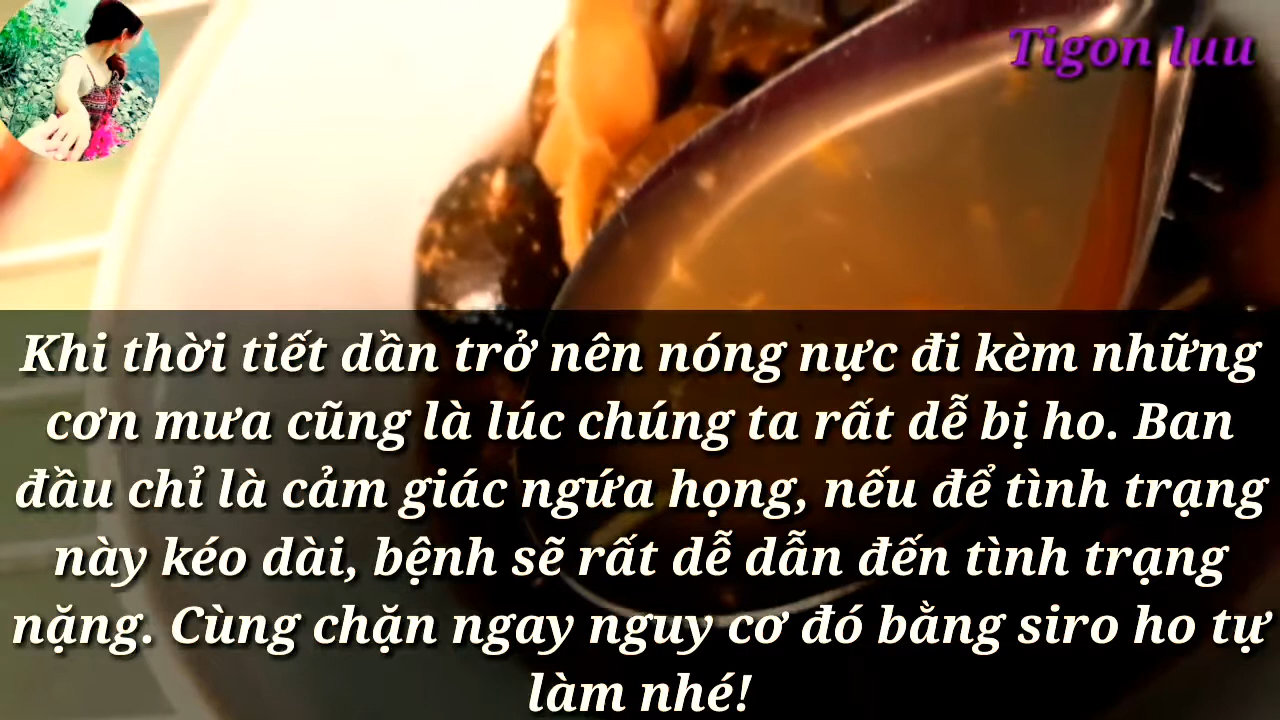 Tigon luu
Khi thời tiết dần trở nên nóng nực đi kèm những
cơn mưa cũng là lúc chúng ta rất dễ bị ho. Ban
đầu chỉ là cảm giác ngứa họng, nếu để tình trạng
này kéo dài, bệnh sẽ rất dễ dẫn đến tình trạng
nặng. Cùng chặn ngay nguy cơ đó bằng siro ho tự
làm nhé!